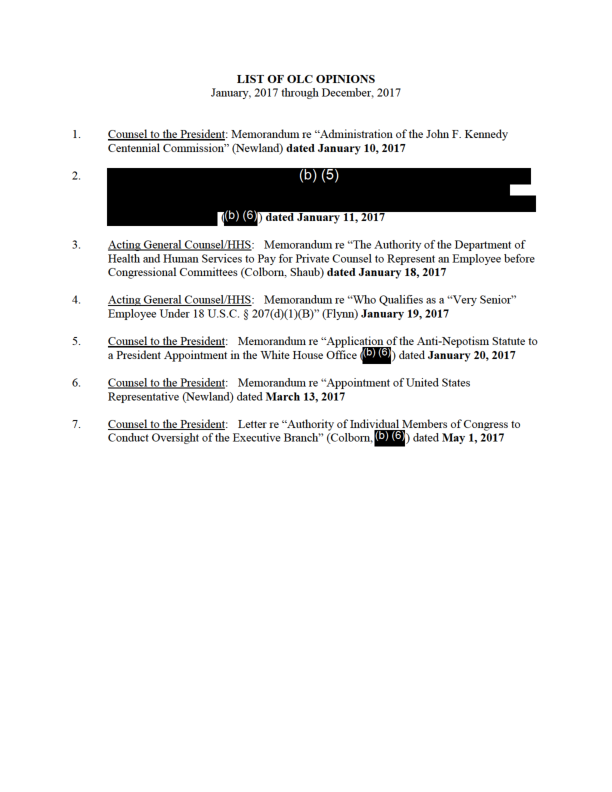 LIST OF OLC OPINIONS
January, 2017 through December, 2017
1. Counsel to the President: Memorandum re “Administration of the John F. Kennedy
Centennial Commission” (Newland) dated January 10, 2017
2. (b) (5)
((b) (6)) dated January 11, 2017
3. Acting General Counsel/HHS: Memorandum re “The Authority of the Department of
Health and Human Services to Pay for Private Counsel to Represent an Employee before
Congressional Committees (Colborn, Shaub) dated January 18, 2017
4. Acting General Counsel/HHS: Memorandum re “Who Qualifies as a “Very Senior”
Employee Under 18 U.S.C. § 207(d)(1)(B)” (Flynn) January 19, 2017
5. Counsel to the President: Memorandum re “Application of the Anti-Nepotism Statute to
a President Appointment in the White House Office ((b) (6)) dated January 20, 2017
6. Counsel to the President: Memorandum re “Appointment of United States
Representative (Newland) dated March 13, 2017
7. Counsel to the President: Letter re “Authority of Individual Members of Congress to
Conduct Oversight of the Executive Branch” (Colborn, (b) (6)) dated May 1, 2017